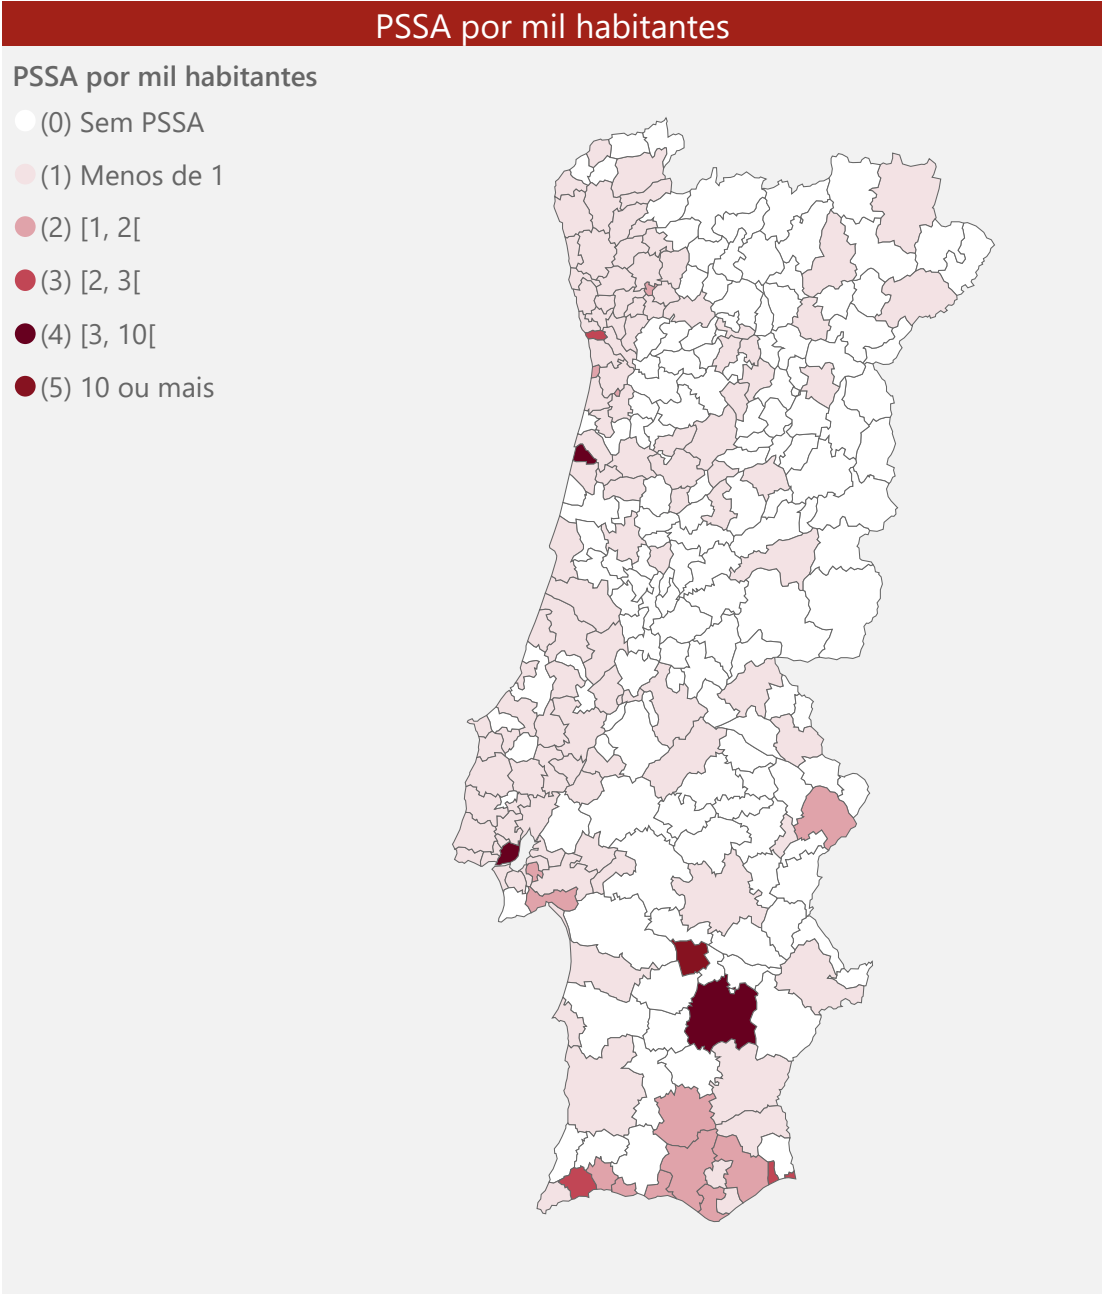 PSSA por mil habitantes
PSSA por mil habitantes
(0) Sem PSSA
(1) Menos de 1
(2) [1, 2[
(3) [2, 3[
(4) [3, 10[
(5) 10 ou mais